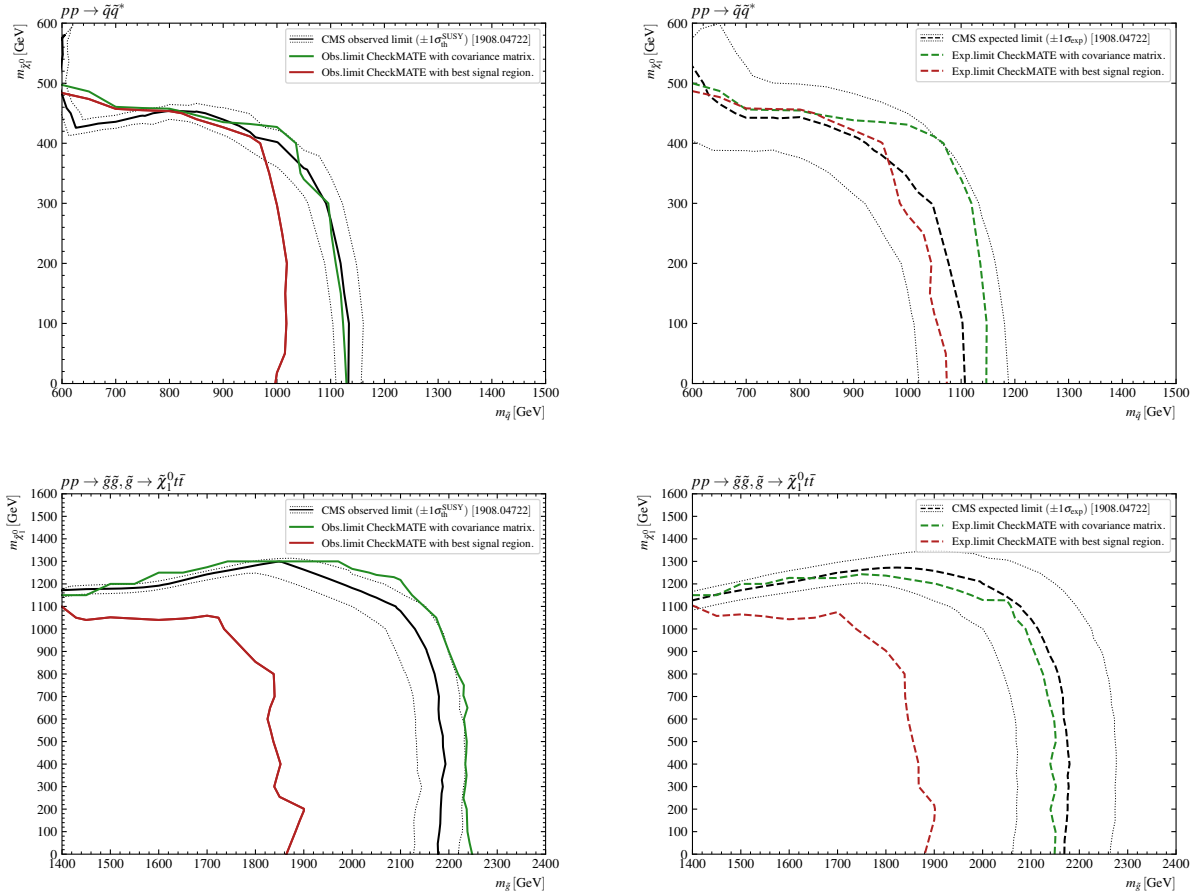 pp → q̃q̃*
600
500
400
300
200
100
0
m_χ̃₁⁰ [GeV]
CMS observed limit (±1σ_th^SUSY) [1908.04722]
Obs.limit CheckMATE with covariance matrix.
Obs.limit CheckMATE with best signal region.
600 700 800 900 1000 1100 1200 1300 1400 1500
m_q̃ [GeV]
pp → q̃q̃*
600
500
400
300
200
100
0
m_χ̃₁⁰ [GeV]
CMS expected limit (±1σ_exp) [1908.04722]
Exp.limit CheckMATE with covariance matrix.
Exp.limit CheckMATE with best signal region.
600 700 800 900 1000 1100 1200 1300 1400 1500
m_q̃ [GeV]
pp → g̃g̃, g̃ → χ̃₁⁰tt̄
1600
1500
1400
1300
1200
1100
1000
900
800
700
600
500
400
300
200
100
0
m_χ̃₁⁰ [GeV]
CMS observed limit (±1σ_th^SUSY) [1908.04722]
Obs.limit CheckMATE with covariance matrix.
Obs.limit CheckMATE with best signal region.
1400 1500 1600 1700 1800 1900 2000 2100 2200 2300 2400
m_g̃ [GeV]
pp → g̃g̃, g̃ → χ̃₁⁰tt̄
1600
1500
1400
1300
1200
1100
1000
900
800
700
600
500
400
300
200
100
0
m_χ̃₁⁰ [GeV]
CMS expected limit (±1σ_exp) [1908.04722]
Exp.limit CheckMATE with covariance matrix.
Exp.limit CheckMATE with best signal region.
1400 1500 1600 1700 1800 1900 2000 2100 2200 2300 2400
m_g̃ [GeV]